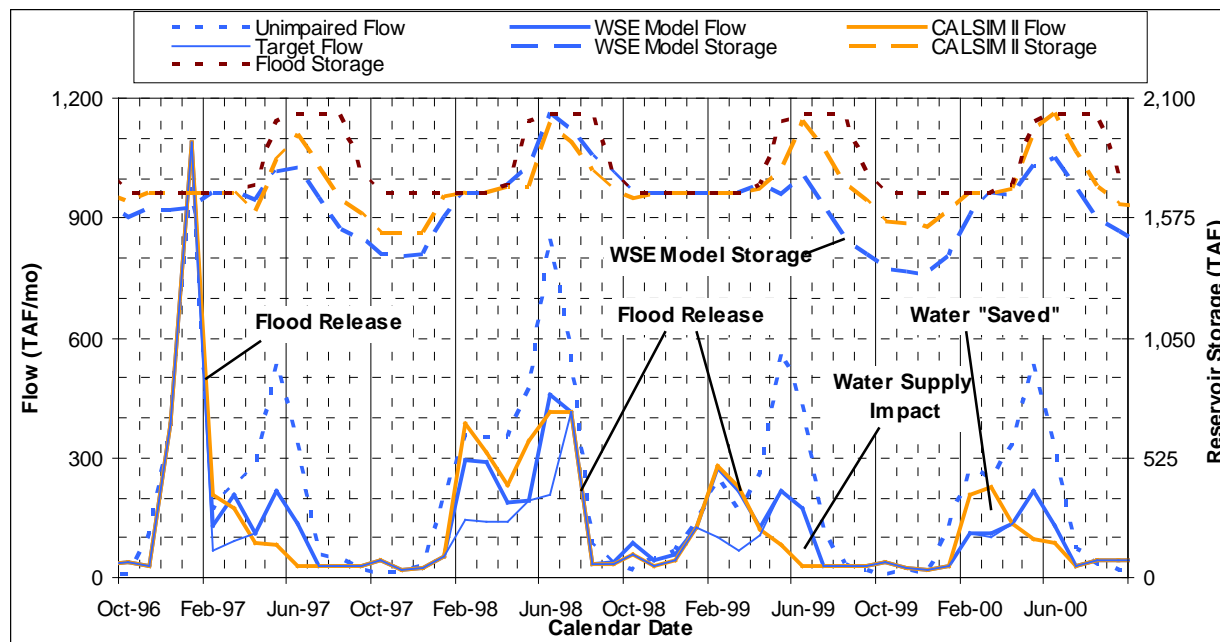 Unimpaired Flow WSE Model Flow CALSIM II Flow
Target Flow WSE Model Storage CALSIM II Storage
Flood Storage
1,200 2,100
900 1,575
600 1,050
300 525
0 0
Flow (TAF/mo)
Reservoir Storage (TAF)
WSE Model Storage
Flood Release
Flood Release
Water "Saved"
Water Supply
Impact
Oct-96 Feb-97 Jun-97 Oct-97 Feb-98 Jun-98 Oct-98 Feb-99 Jun-99 Oct-99 Feb-00 Jun-00
Calendar Date